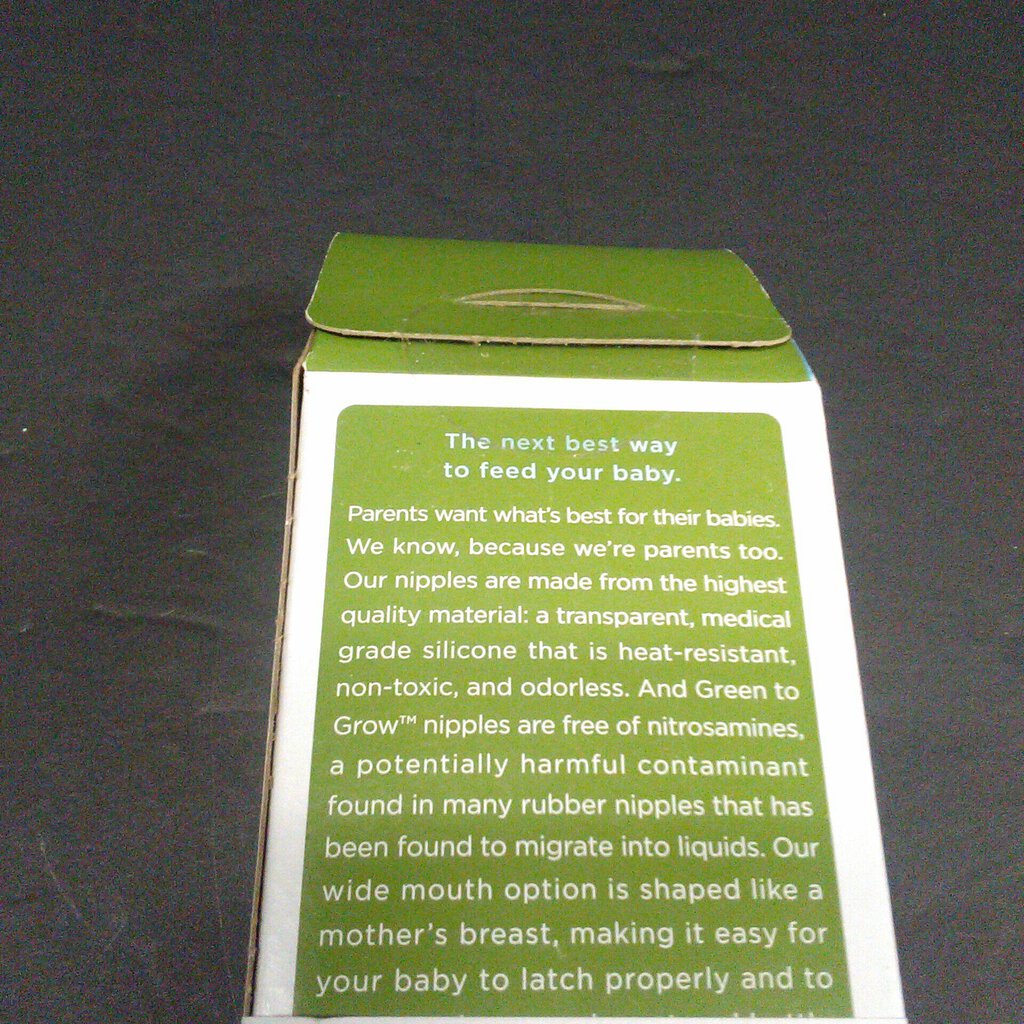 The next best way
to feed your baby.
Parents want what's best for their babies.
We know, because we're parents too.
Our nipples are made from the highest
quality material: a transparent, medical
grade silicone that is heat-resistant,
non-toxic, and odorless. And Green to
Grow™ nipples are free of nitrosamines,
a potentially harmful contaminant
found in many rubber nipples that has
been found to migrate into liquids. Our
wide mouth option is shaped like a
mother's breast, making it easy for
your baby to latch properly and to